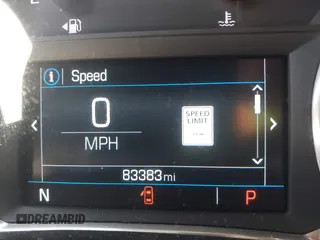 E
Speed
0
MPH
SPEED
LIMIT
--
83383 mi
N
P
DREAMBID